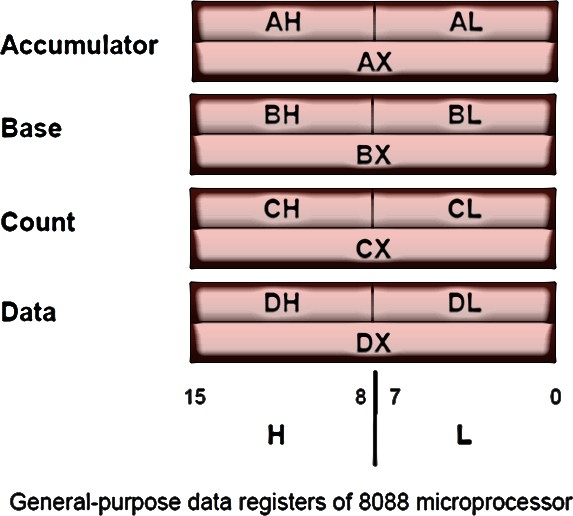 AH AL
Accumulator
AX
BH BL
Base
BX
CH CL
Count
CX
DH DL
Data
DX
15 8 7 0
H L
General-purpose data registers of 8088 microprocessor